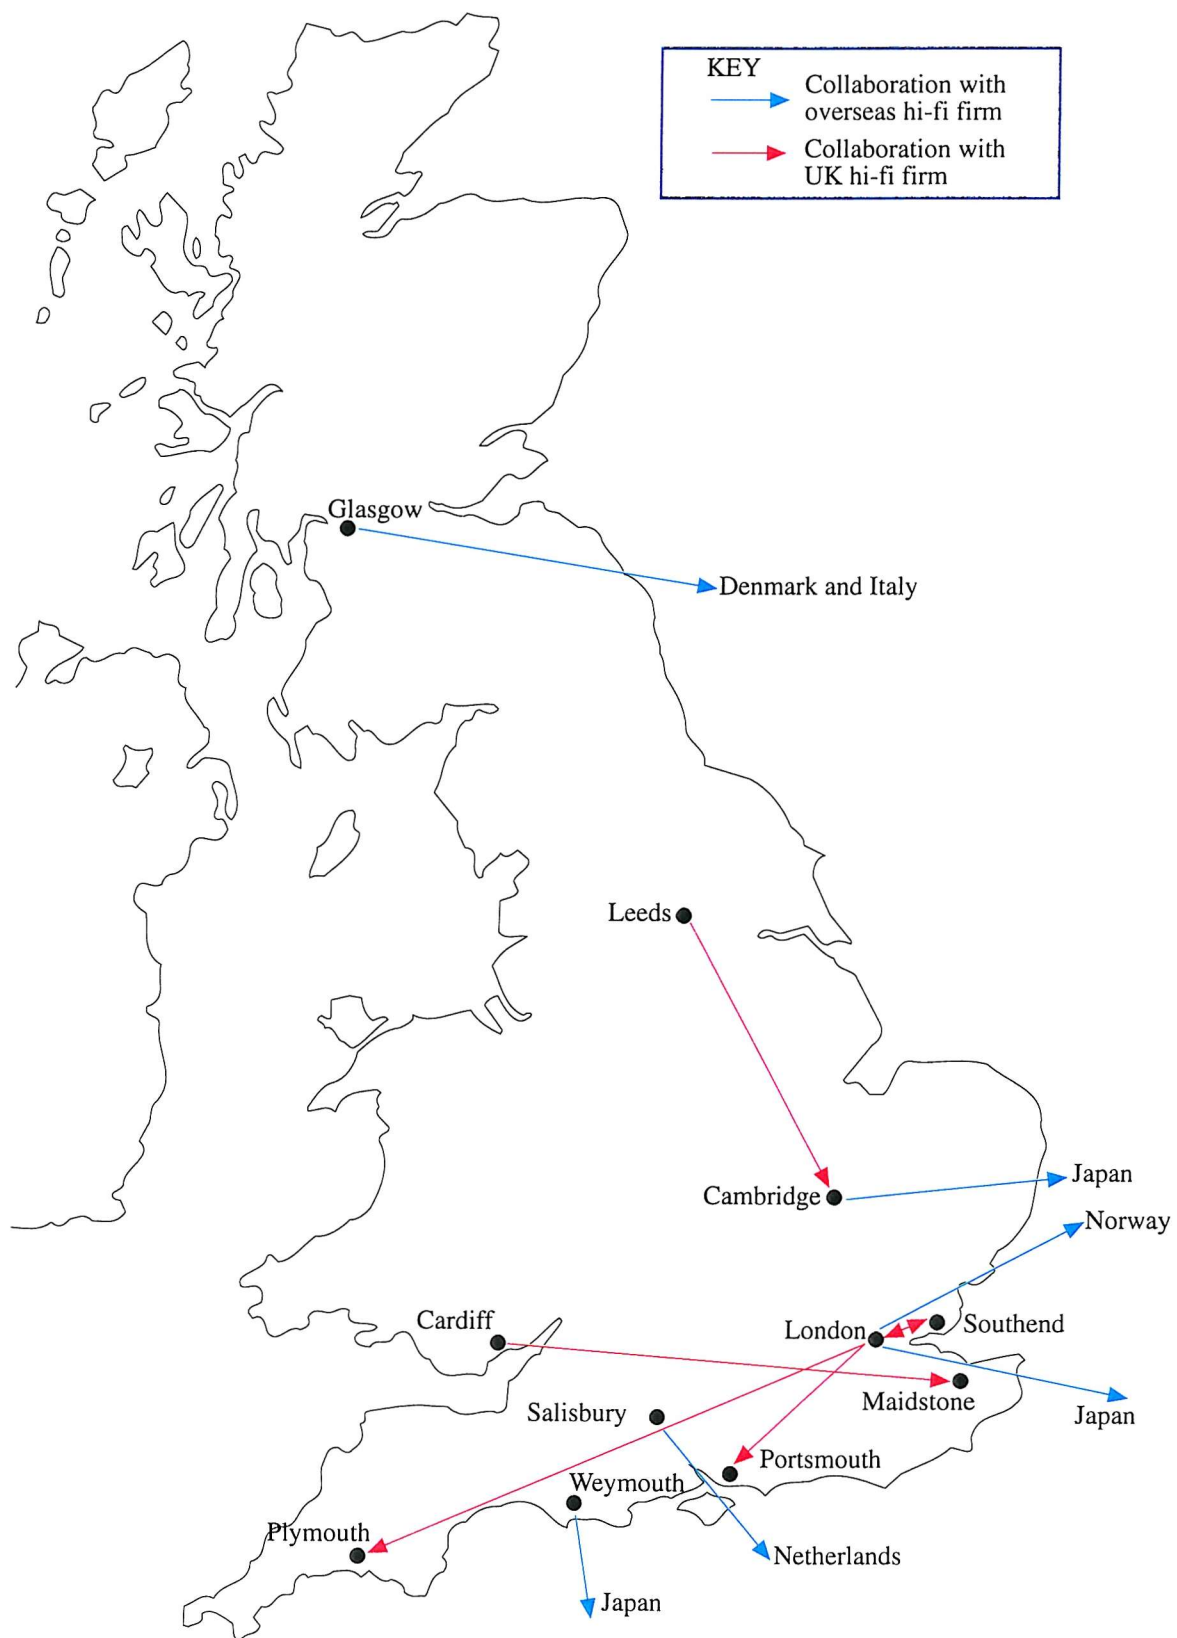 KEY
Collaboration with
overseas hi-fi firm
Collaboration with
UK hi-fi firm
Glasgow
Denmark and Italy
Leeds
Cambridge
Japan
Norway
Cardiff
London
Southend
Maidstone
Japan
Salisbury
Portsmouth
Weymouth
Plymouth
Netherlands
Japan